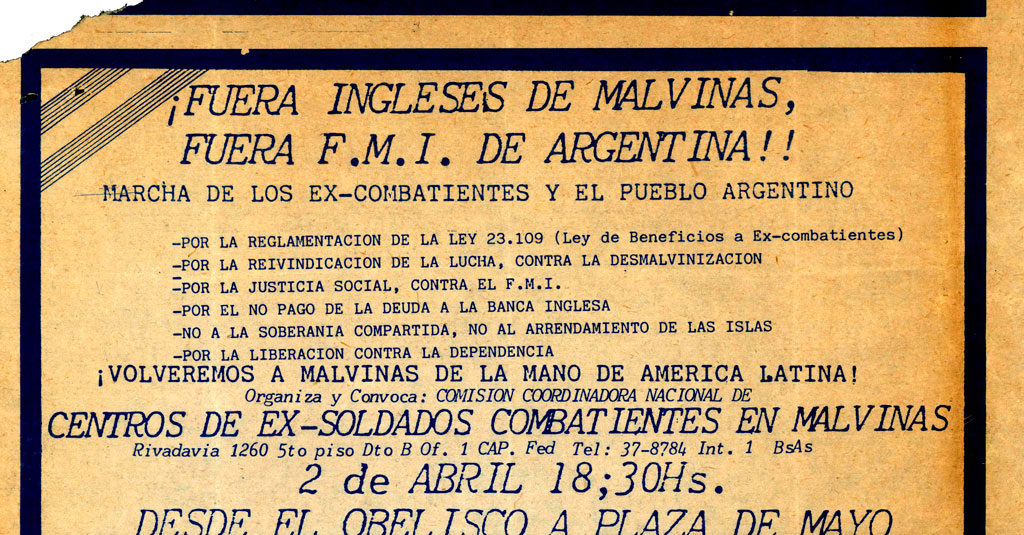 ¡FUERA INGLESES DE MALVINAS,
FUERA F.M.I. DE ARGENTINA!!
MARCHA DE LOS EX-COMBATIENTES Y EL PUEBLO ARGENTINO
-POR LA REGLAMENTACION DE LA LEY 23.109 (Ley de Beneficios a Ex-combatientes)
-POR LA REIVINDICACION DE LA LUCHA, CONTRA LA DESMALVINIZACION
-POR LA JUSTICIA SOCIAL, CONTRA EL F.M.I.
-POR EL NO PAGO DE LA DEUDA A LA BANCA INGLESA
-NO A LA SOBERANIA COMPARTIDA, NO AL ARRENDAMIENTO DE LAS ISLAS
-POR LA LIBERACION CONTRA LA DEPENDENCIA
¡VOLVEREMOS A MALVINAS DE LA MANO DE AMERICA LATINA!
Organiza y Convoca: COMISION COORDINADORA NACIONAL DE
CENTROS DE EX-SOLDADOS COMBATIENTES EN MALVINAS
Rivadavia 1260 5to piso Dto B Of. 1 CAP. Fed Tel: 37-8784 Int. 1 BsAs
2 de ABRIL 18;30Hs.
DESDE EL OBELISCO A PLAZA DE MAYO